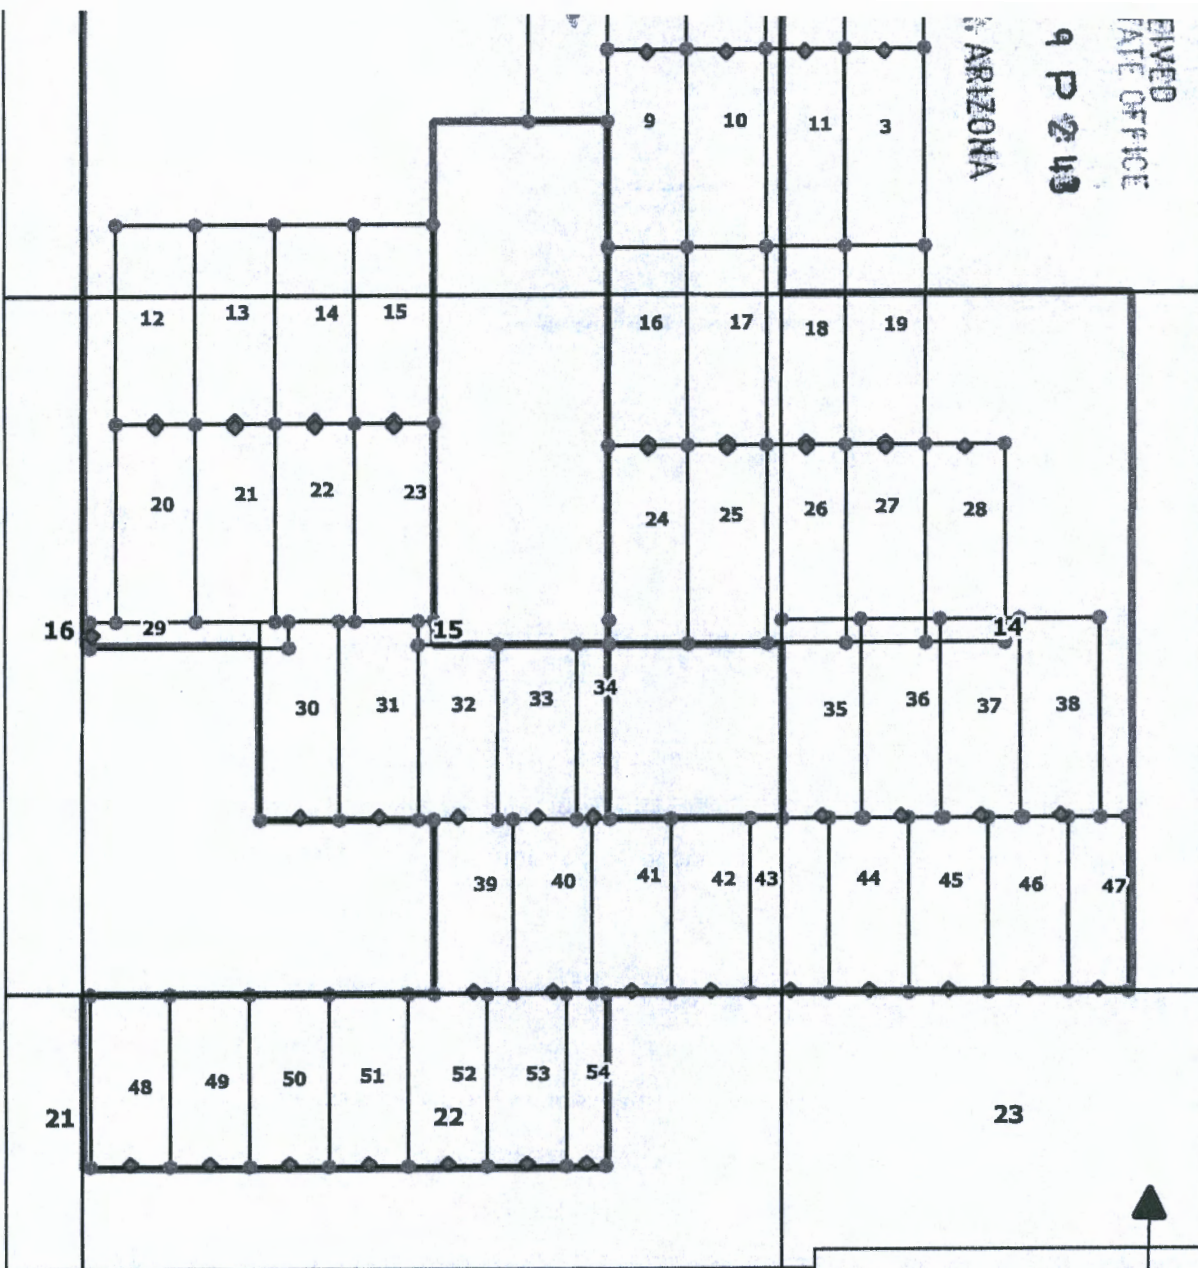 EIVED
TATE OFFICE
9 P 2:43
ARIZONA
9 10 11 3
12 13 14 15 16 17 18 19
20 21 22 23 24 25 26 27 28
16 29 15 14
30 31 32 33 34 35 36 37 38
39 40 41 42 43 44 45 46 47
48 49 50 51 52 53 54
21 22 23